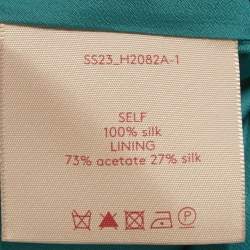 SS23_H2082A-1
SELF
100% silk
LINING
73% acetate 27% silk
P